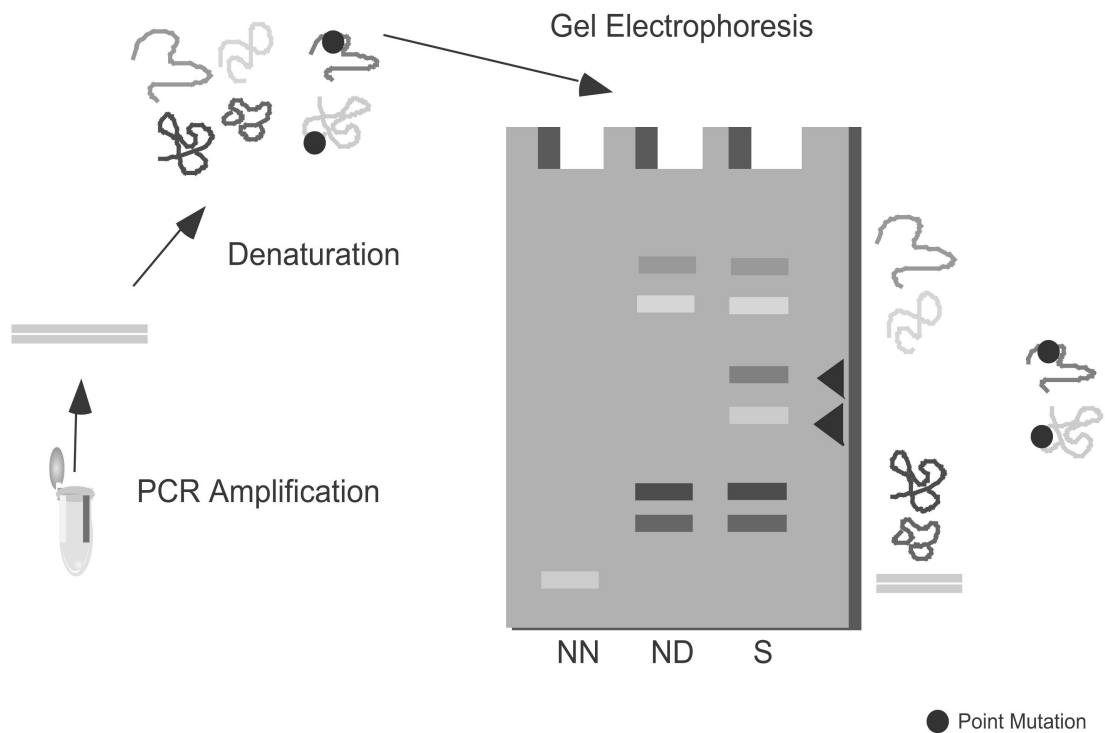 Gel Electrophoresis
Denaturation
PCR Amplification
NN ND S
Point Mutation